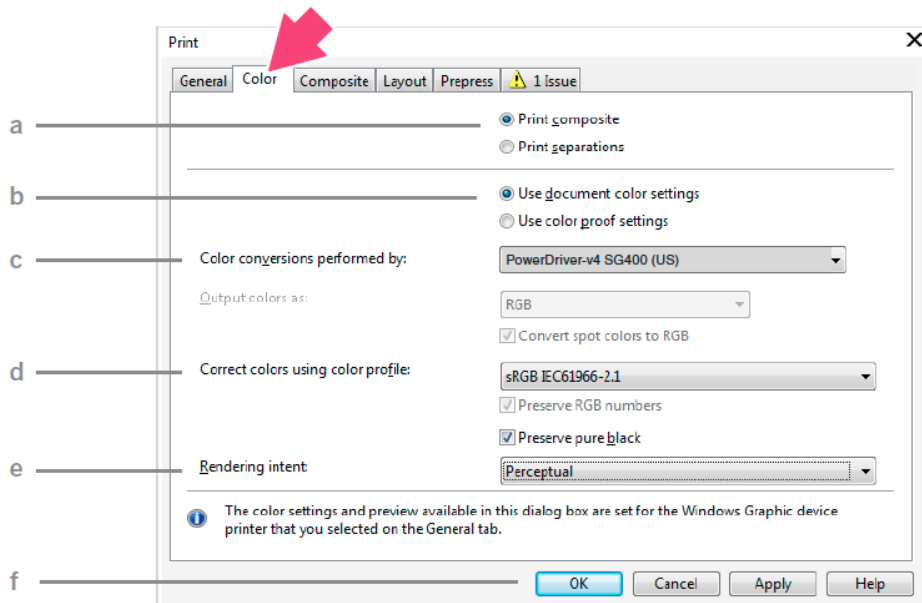 Print
General Color Composite Layout Prepress 1 Issue
a
Print composite
Print separations
b
Use document color settings
Use color proof settings
c
Color conversions performed by:
PowerDriver-v4 SG400 (US)
Output colors as:
RGB
Convert spot colors to RGB
d
Correct colors using color profile:
sRGB IEC61966-2.1
Preserve RGB numbers
Preserve pure black
e
Rendering intent:
Perceptual
The color settings and preview available in this dialog box are set for the Windows Graphic device
printer that you selected on the General tab.
f
OK Cancel Apply Help